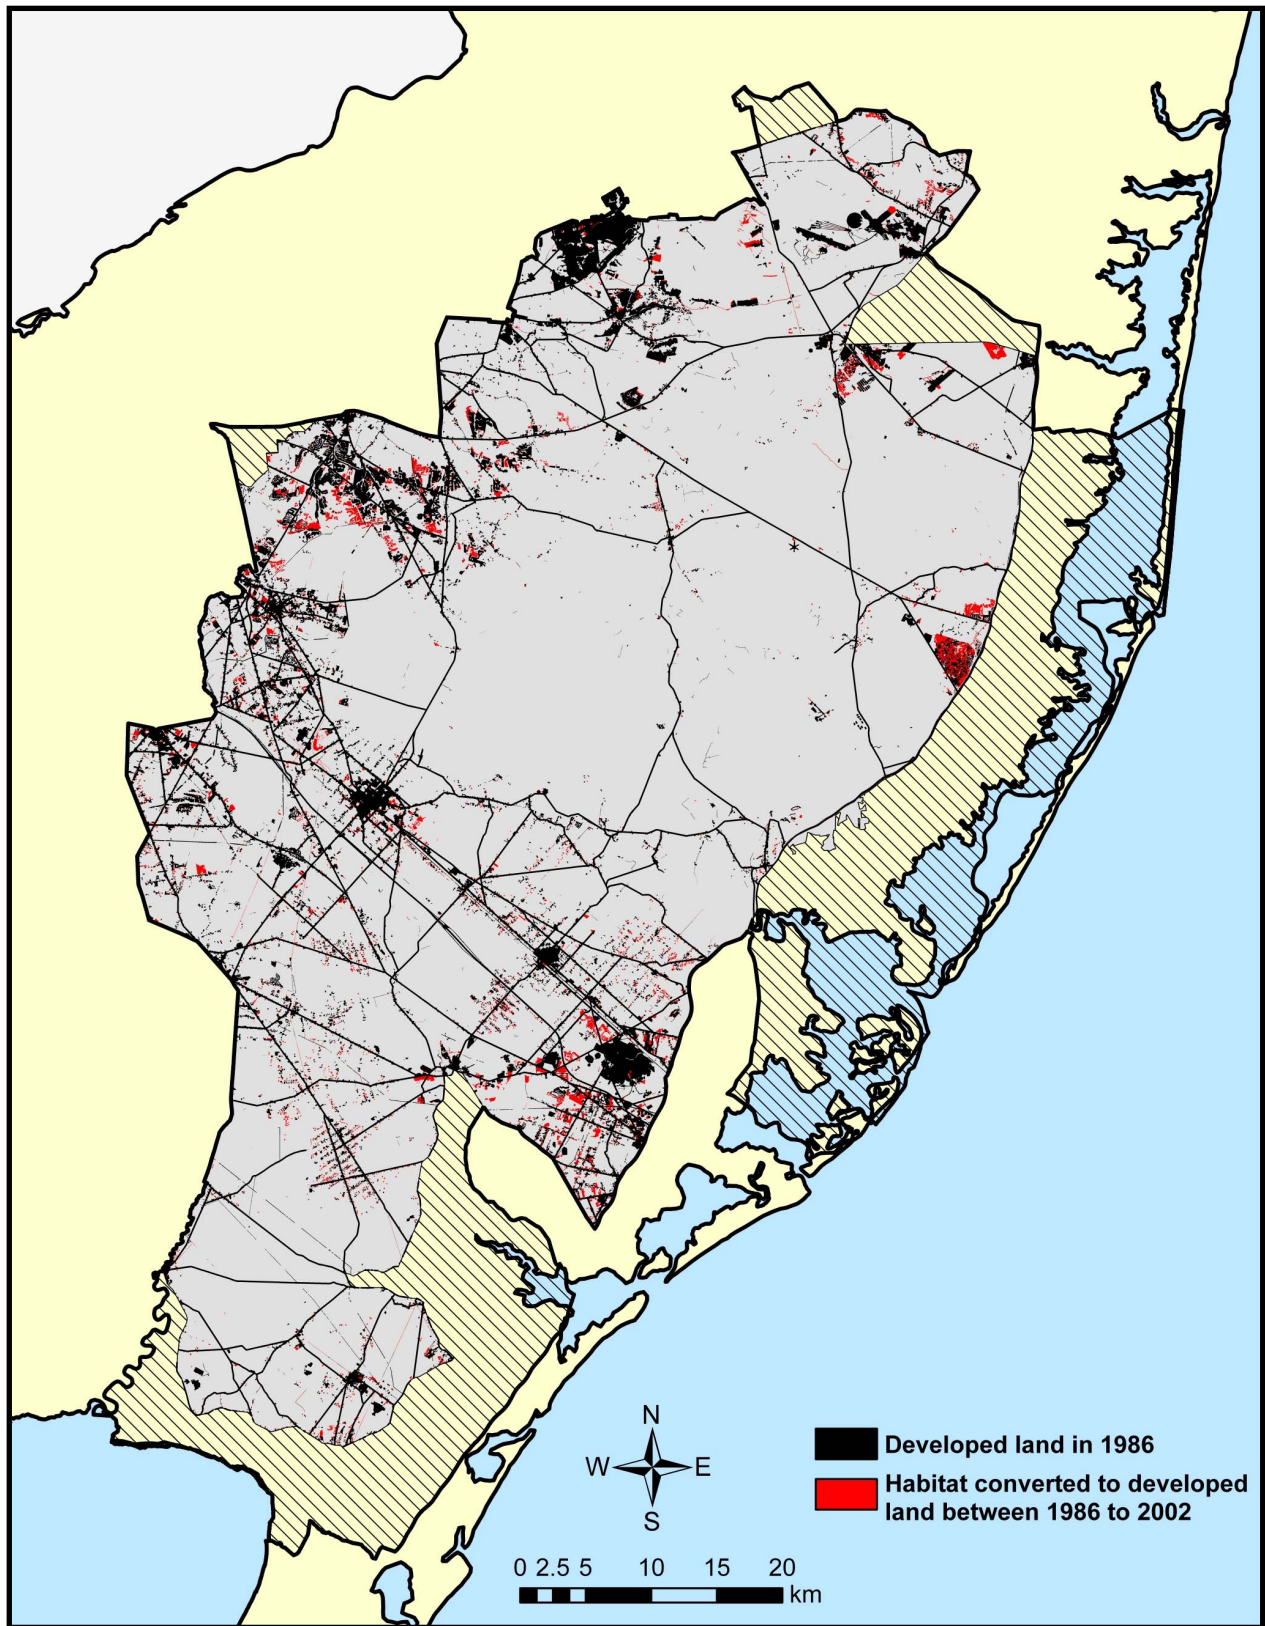 N
W E
S
Developed land in 1986
Habitat converted to developed
land between 1986 to 2002
0 2.5 5 10 15 20
km